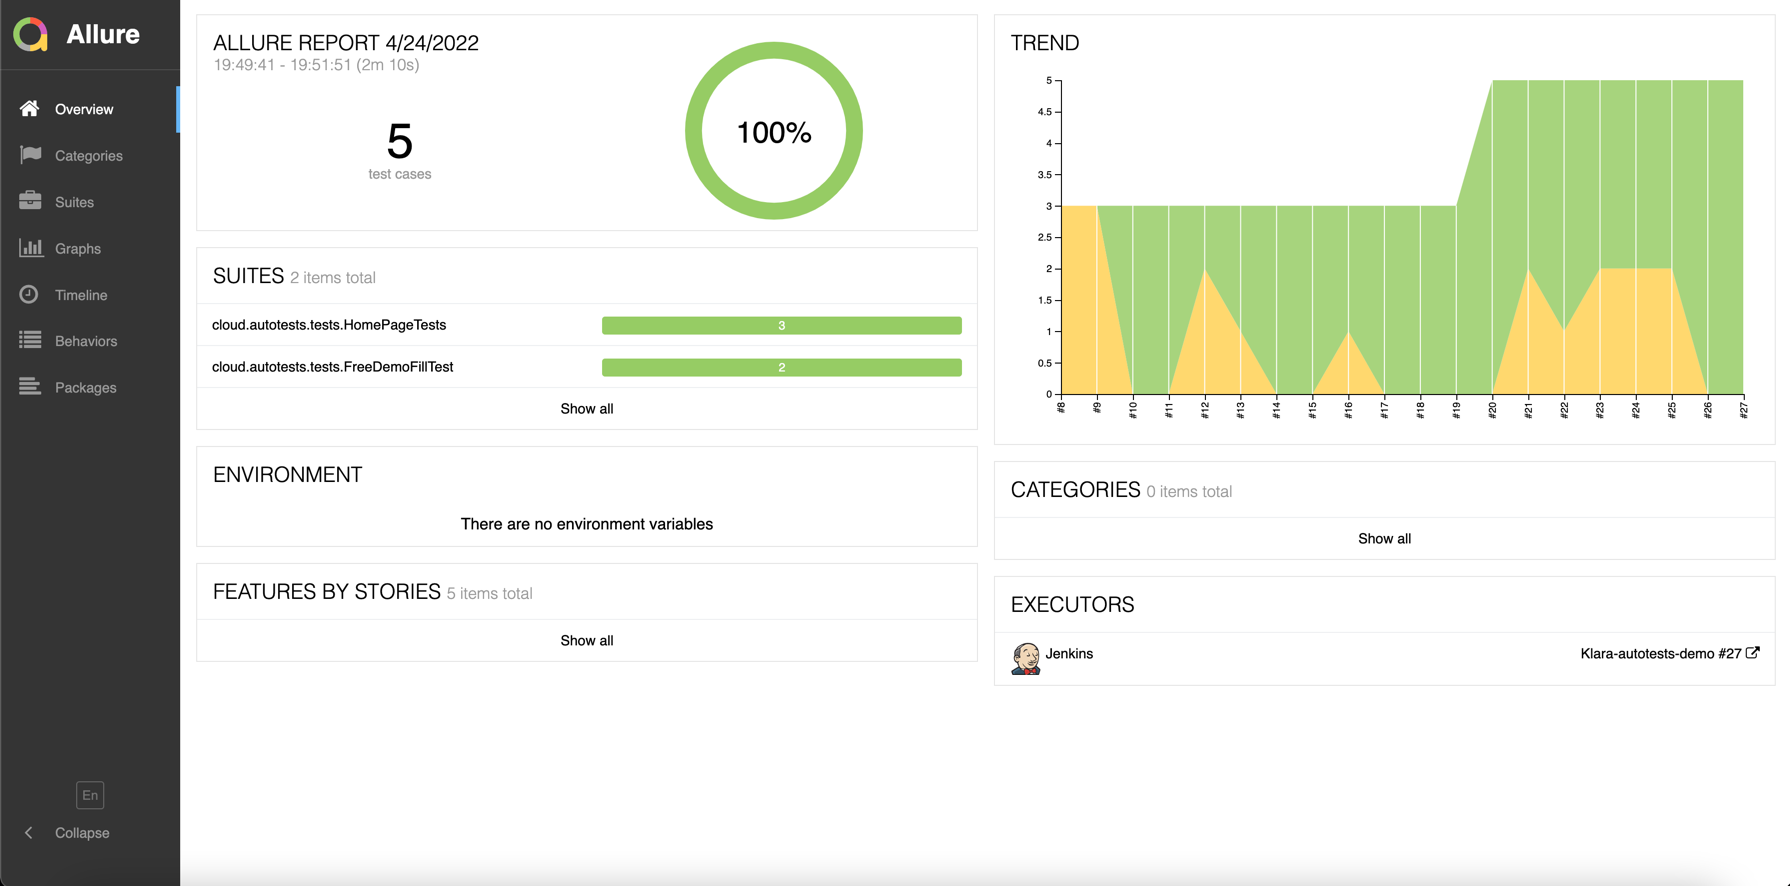 Allure
Overview
Categories
Suites
Graphs
Timeline
Behaviors
Packages
En
Collapse
ALLURE REPORT 4/24/2022
19:49:41 - 19:51:51 (2m 10s)
5
test cases
100%
SUITES 2 items total
cloud.autotests.tests.HomePageTests 3
cloud.autotests.tests.FreeDemoFillTest 2
Show all
ENVIRONMENT
There are no environment variables
FEATURES BY STORIES 5 items total
Show all
TREND
5
4.5
4
3.5
3
2.5
2
1.5
1
0.5
0
#8 #9 #10 #11 #12 #13 #14 #15 #16 #17 #18 #19 #20 #21 #22 #23 #24 #25 #26 #27
CATEGORIES 0 items total
Show all
EXECUTORS
Jenkins Klara-autotests-demo #27